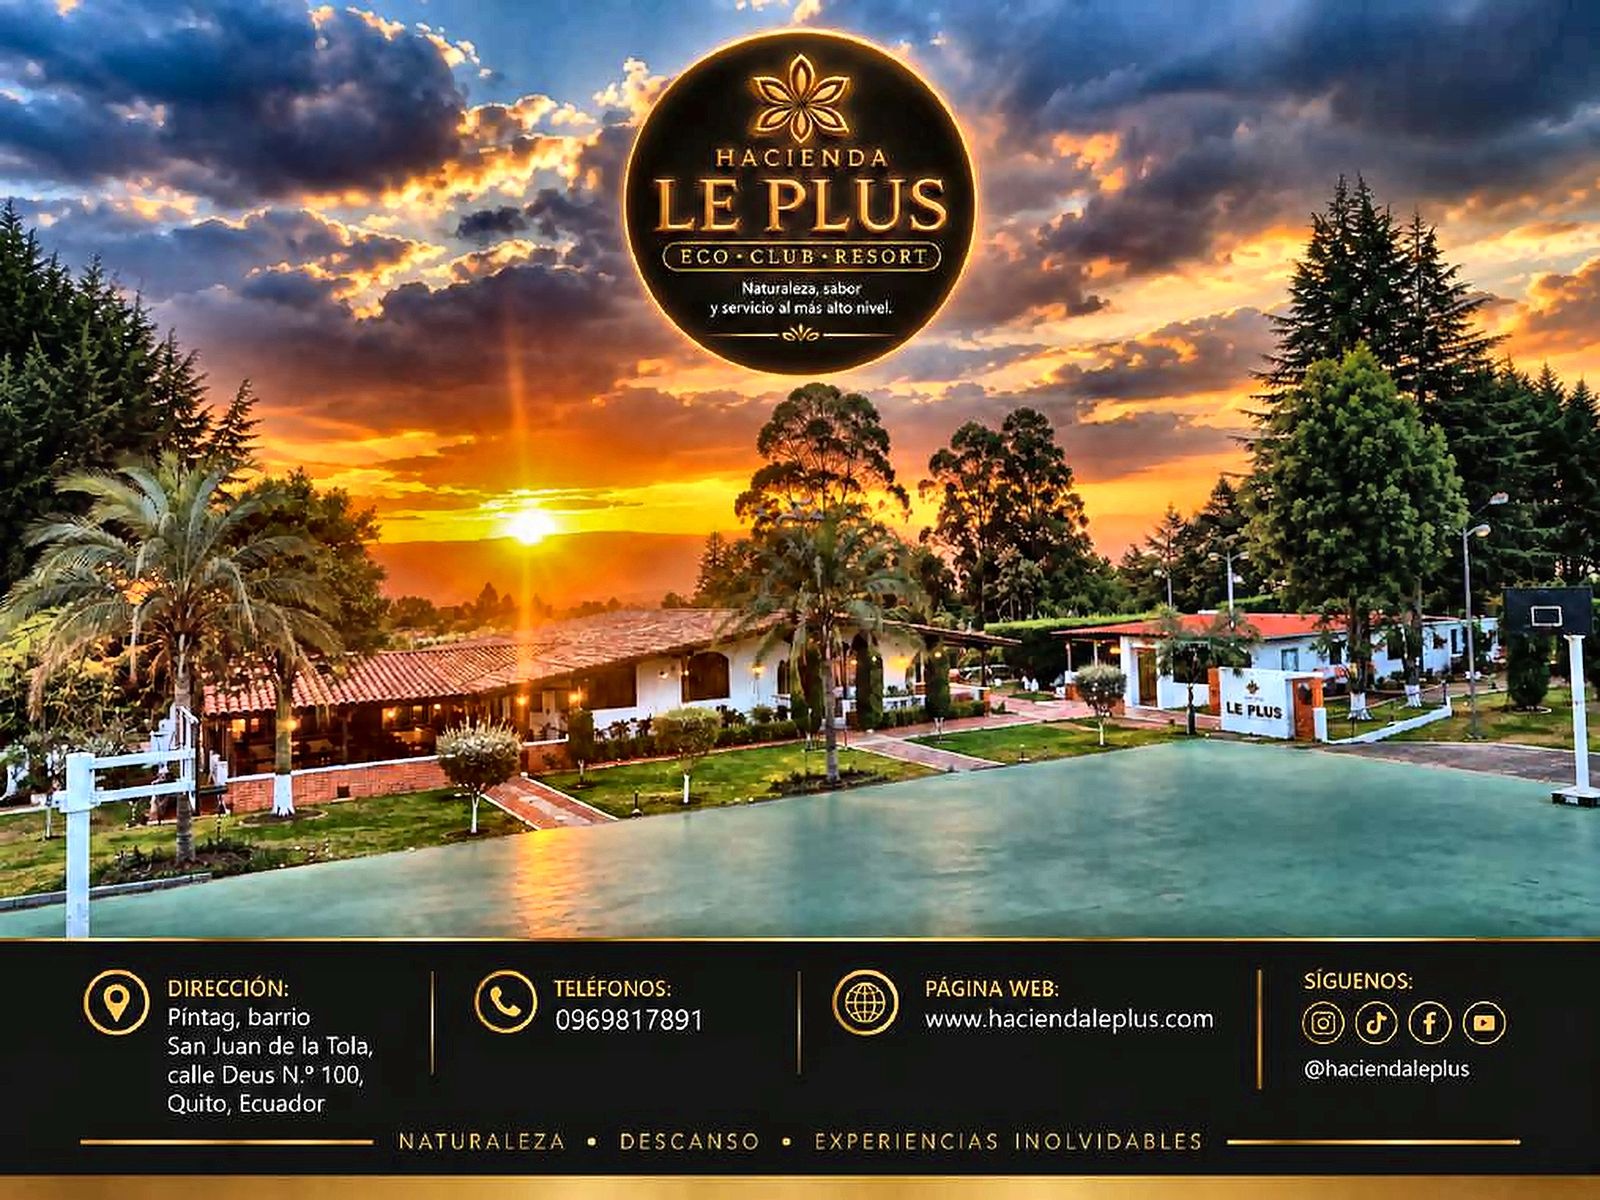 HACIENDA
LE PLUS
ECO • CLUB • RESORT
Naturaleza, sabor
y servicio al más alto nivel.
LE PLUS
DIRECCIÓN:
Píntag, barrio
San Juan de la Tola,
calle Deus N.º 100,
Quito, Ecuador
TELÉFONOS:
0969817891
PÁGINA WEB:
www.haciendaleplus.com
SÍGUENOS:
@haciendaleplus
NATURALEZA • DESCANSO • EXPERIENCIAS INOLVIDABLES